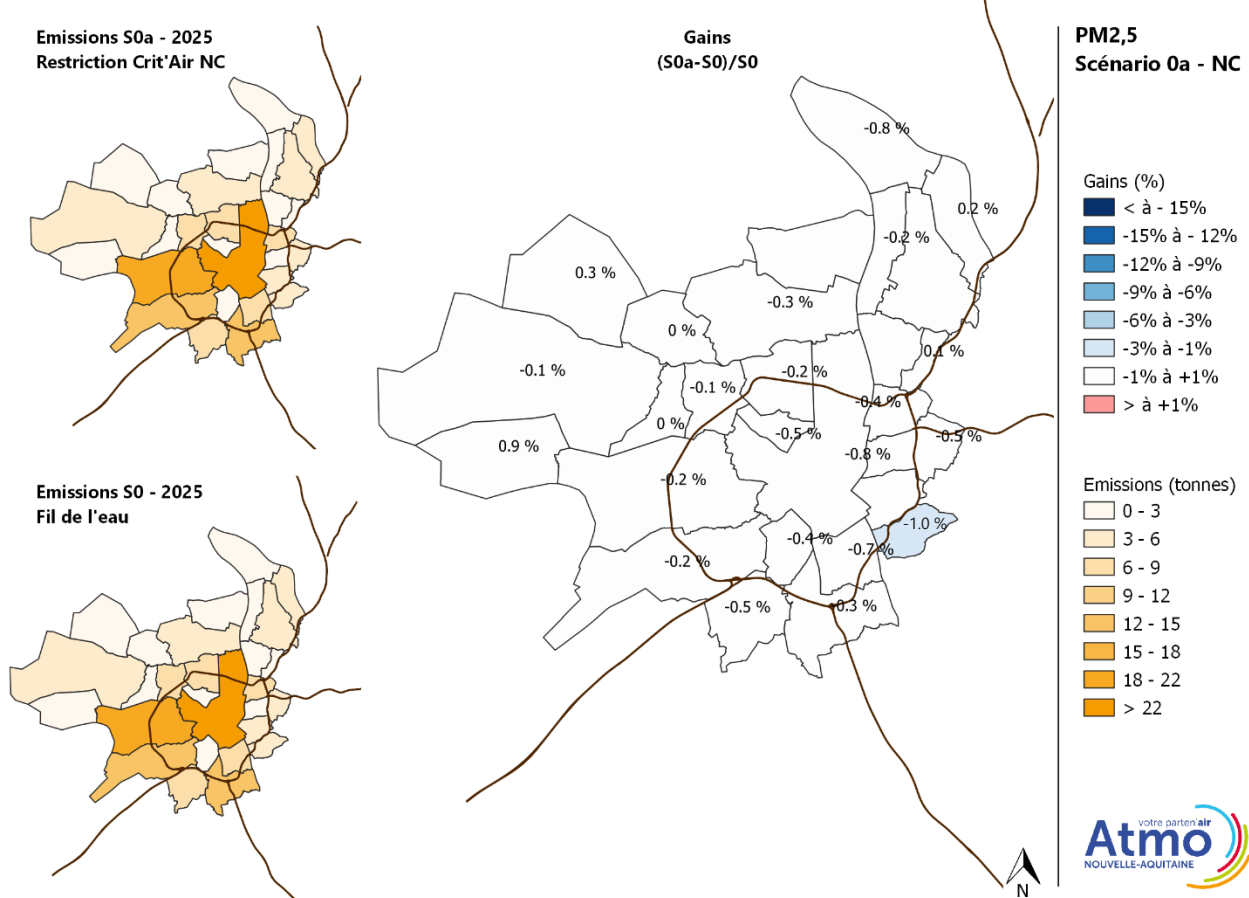 Emissions S0a - 2025
Restriction Crit'Air NC
Gains
(S0a-S0)/S0
PM2,5
Scénario 0a - NC
-0.8 %
0.2 %
-0.2 %
0.3 %
-0.3 %
0 %
0.1 %
-0.1 %
-0.2 %
-0.1 %
-0.4 %
0 %
-0.5 %
-0.5 %
0.9 %
-0.8 %
-0.2 %
-1.0 %
-0.4 %
-0.7 %
-0.2 %
-0.5 %
-0.3 %
Gains (%)
< à - 15%
-15% à - 12%
-12% à -9%
-9% à -6%
-6% à -3%
-3% à -1%
-1% à +1%
> à +1%
Emissions S0 - 2025
Fil de l'eau
Emissions (tonnes)
0 - 3
3 - 6
6 - 9
9 - 12
12 - 15
15 - 18
18 - 22
> 22
votre parten'air
Atmo
NOUVELLE-AQUITAINE
N